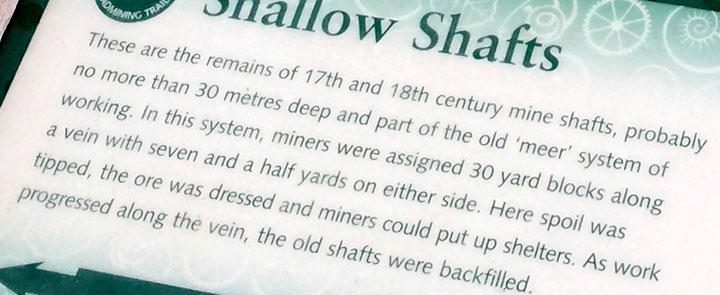 MINING TRAIL
Shallow Shafts
These are the remains of 17th and 18th century mine shafts, probably
no more than 30 metres deep and part of the old 'meer' system of
working. In this system, miners were assigned 30 yard blocks along
a vein with seven and a half yards on either side. Here spoil was
tipped, the ore was dressed and miners could put up shelters. As work
progressed along the vein, the old shafts were backfilled.